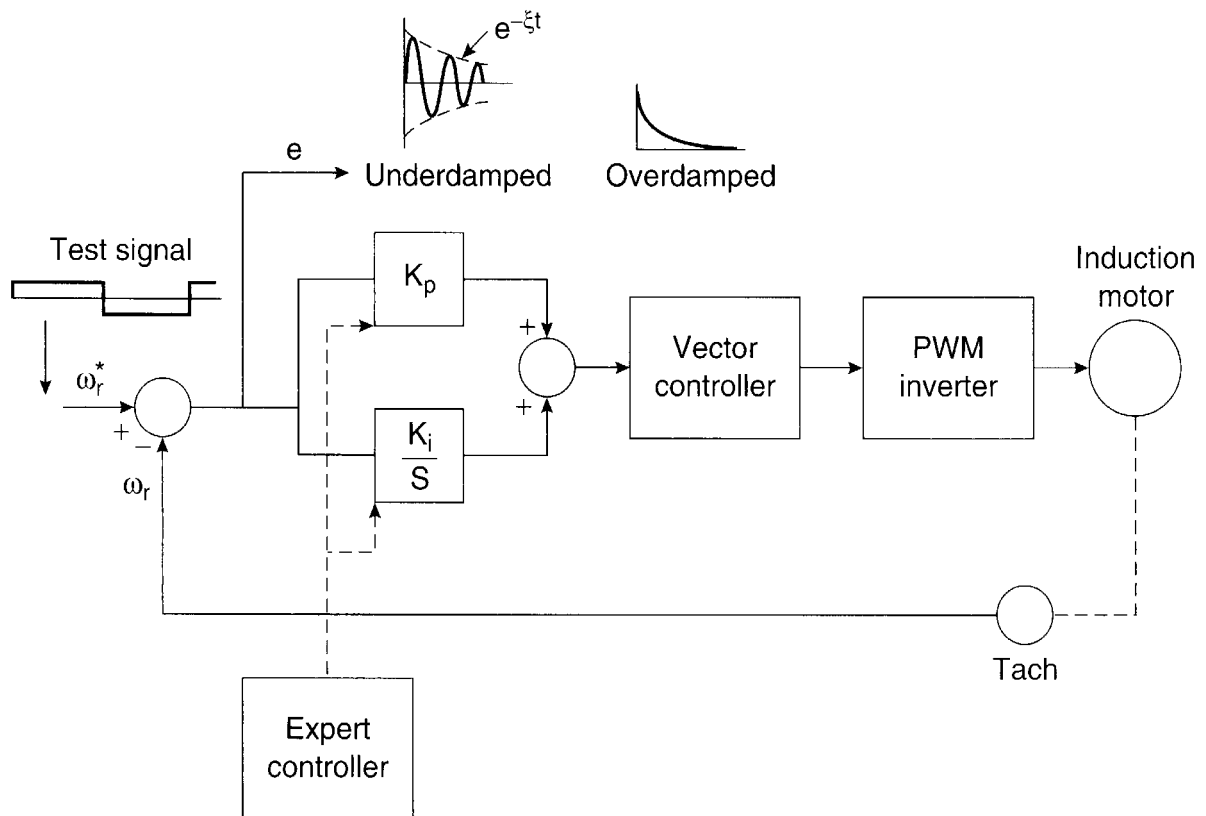 e^−ξt
e
Underdamped
Overdamped
Test signal
K_p
Induction
motor
+
Vector
controller
PWM
inverter
ω_r^*
+
−
+
K_i
S
ω_r
Tach
Expert
controller